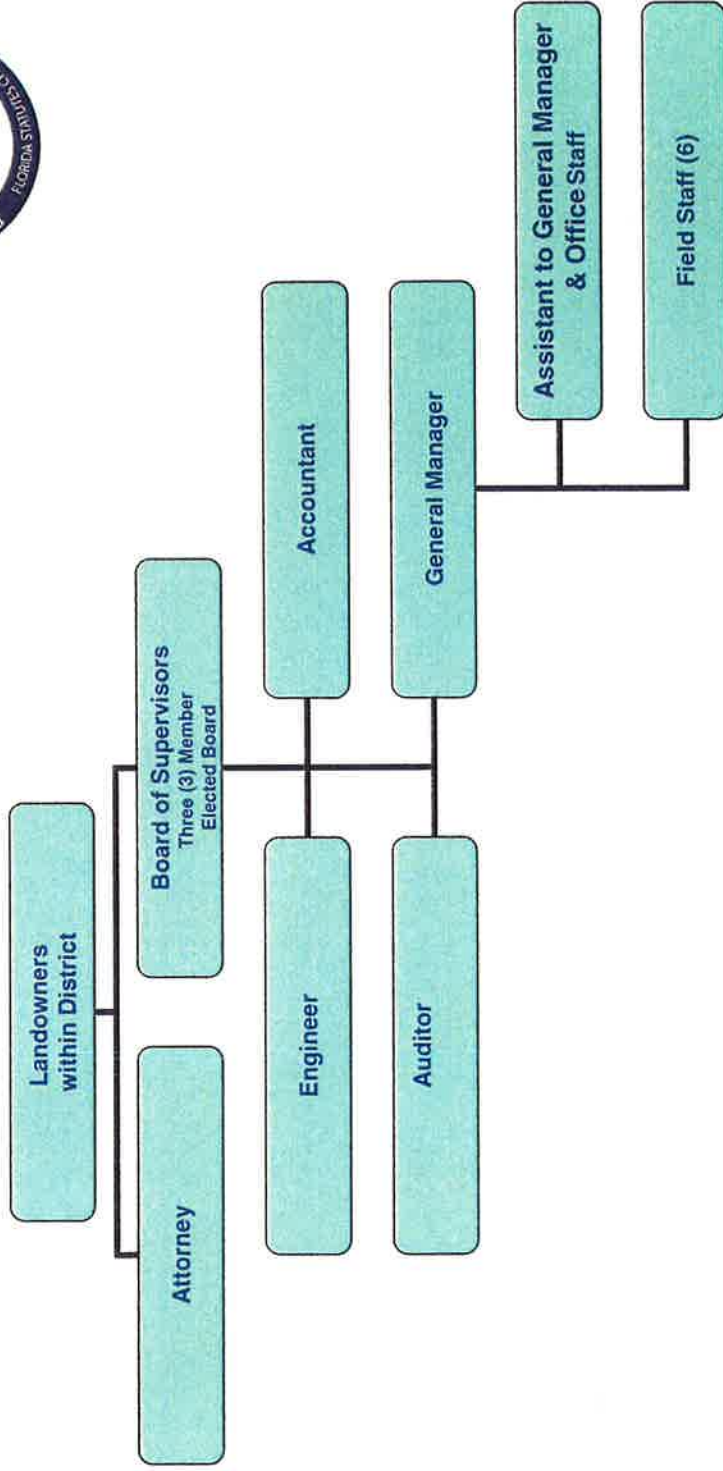 FLORIDA STATUTES
Landowners
within District
Attorney
Board of Supervisors
Three (3) Member
Elected Board
Engineer
Accountant
Auditor
General Manager
Assistant to General Manager
& Office Staff
Field Staff (6)